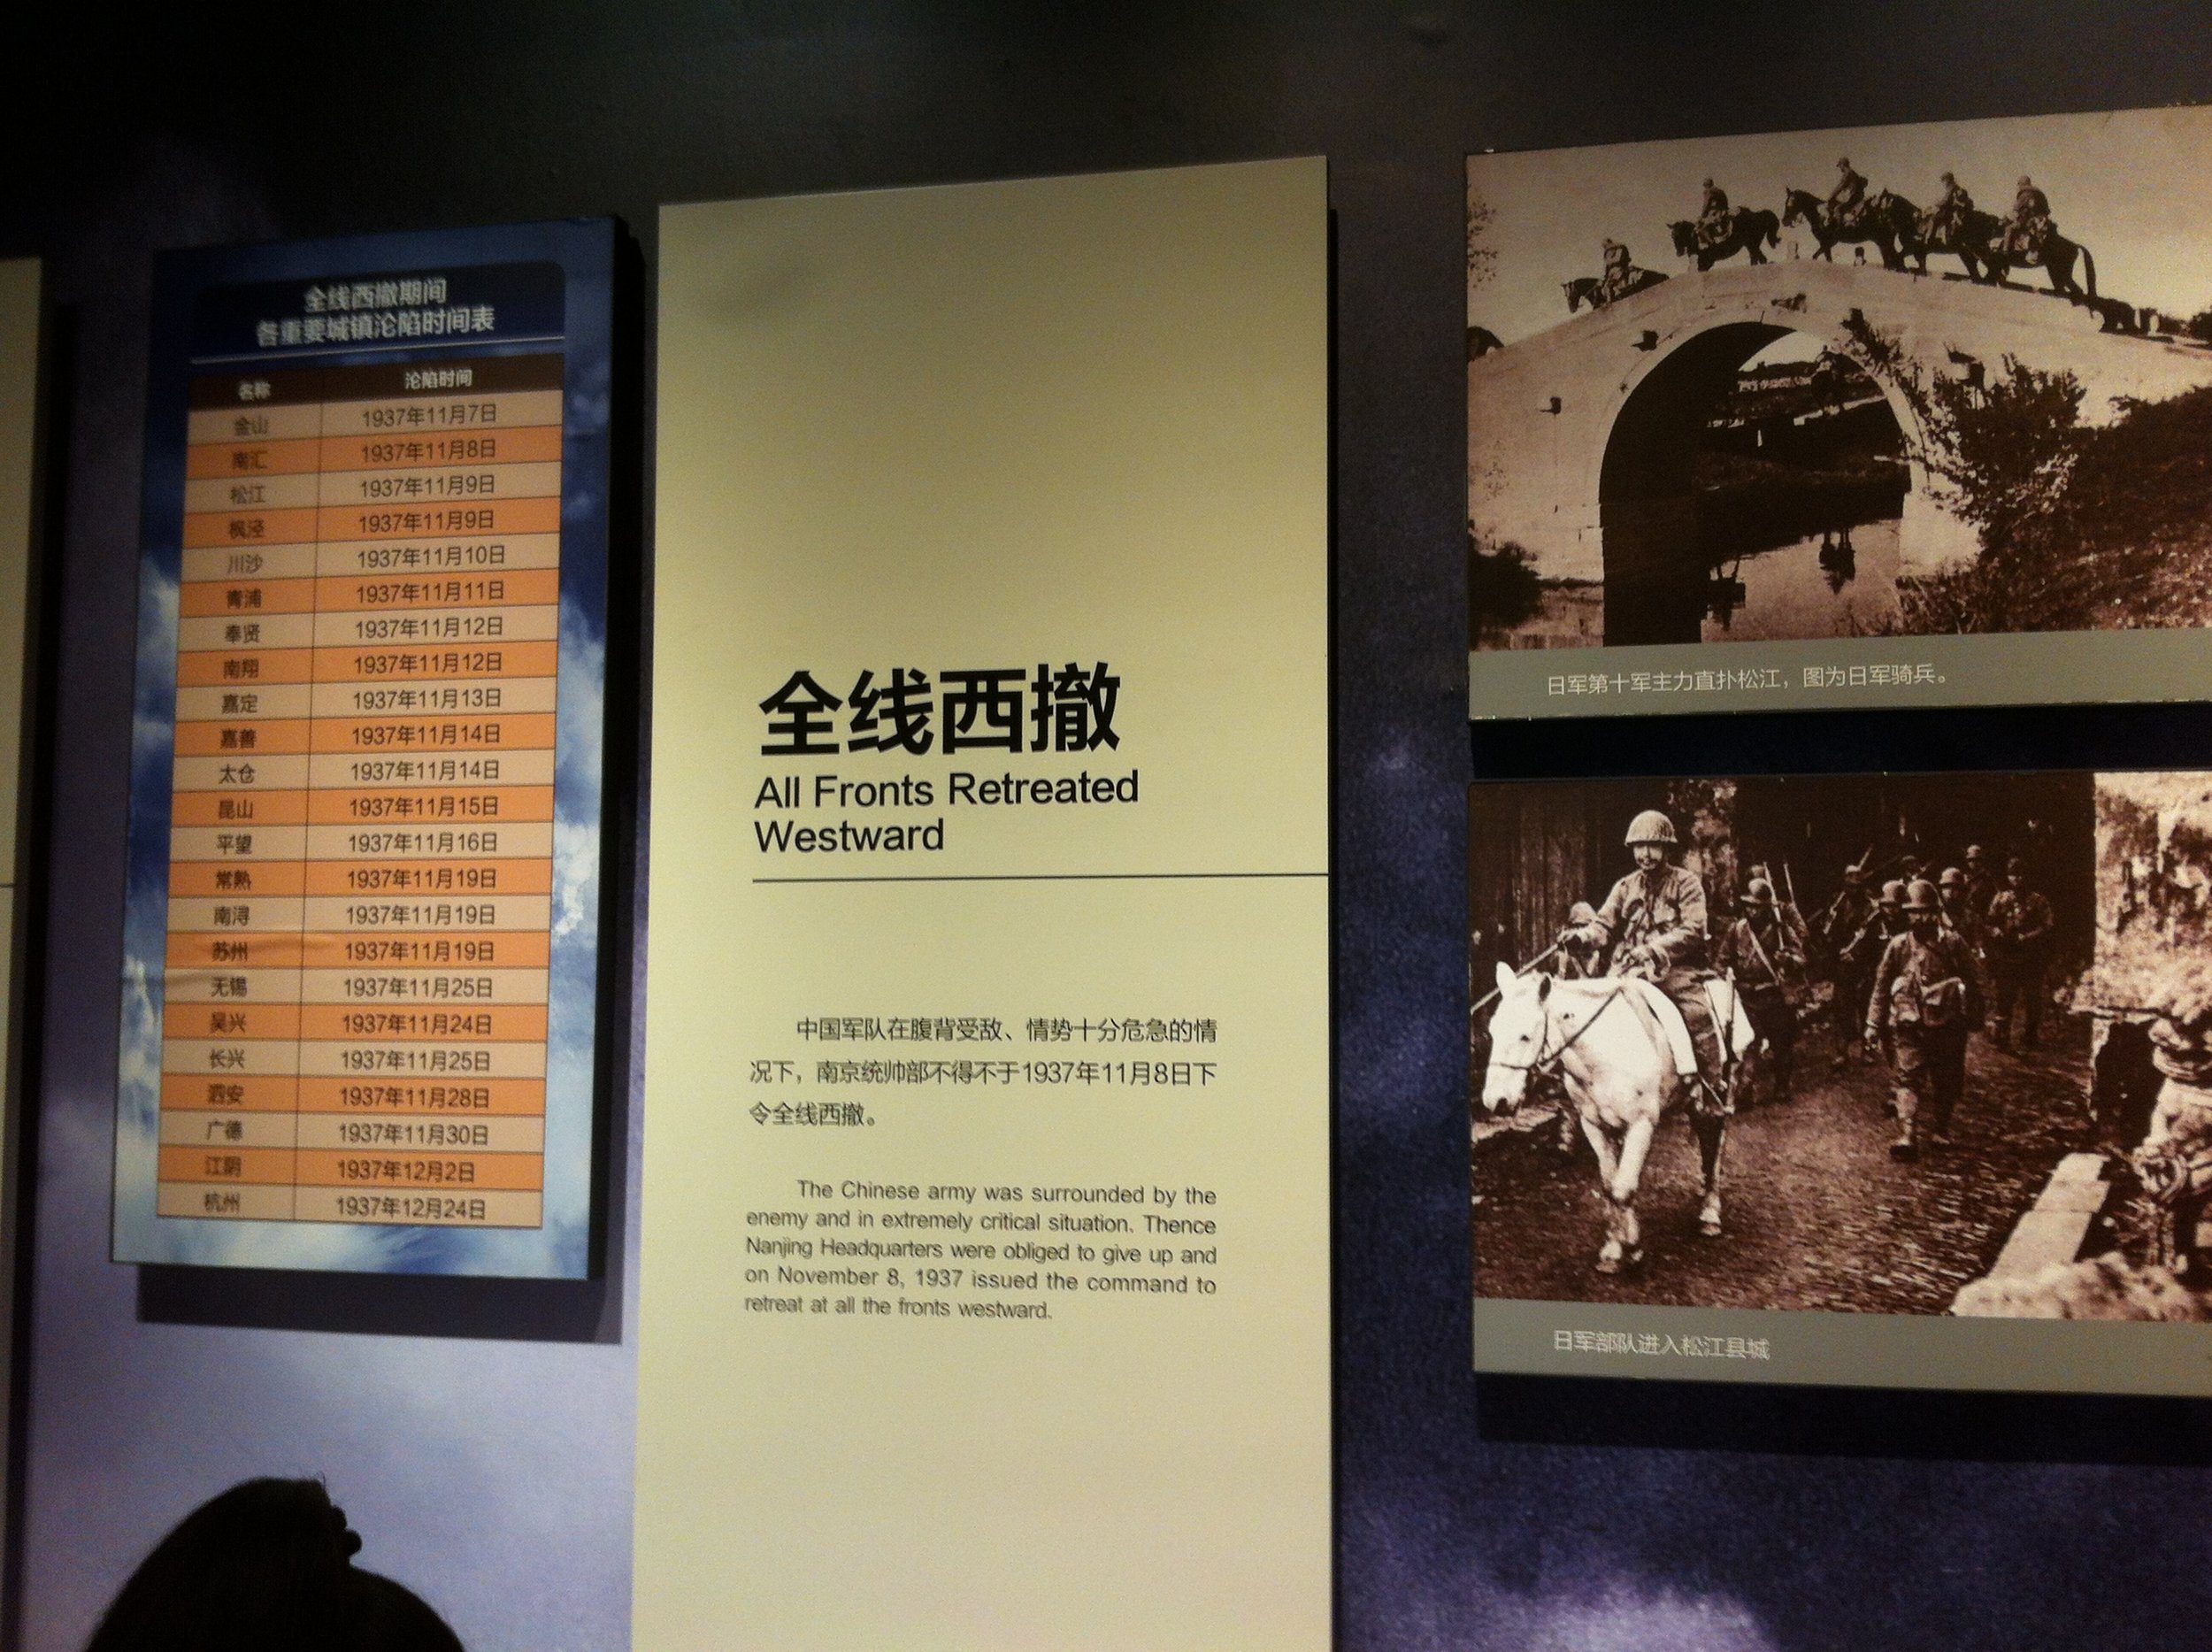 全线西撤期间
各重要城镇沦陷时间表
名称 沦陷时间
金山 1937年11月7日
南汇 1937年11月8日
松江 1937年11月9日
枫泾 1937年11月9日
川沙 1937年11月10日
青浦 1937年11月11日
奉贤 1937年11月12日
南翔 1937年11月12日
嘉定 1937年11月13日
嘉善 1937年11月14日
太仓 1937年11月14日
昆山 1937年11月15日
平望 1937年11月16日
常熟 1937年11月19日
南浔 1937年11月19日
苏州 1937年11月19日
无锡 1937年11月25日
吴兴 1937年11月24日
长兴 1937年11月25日
泗安 1937年11月28日
广德 1937年11月30日
江阴 1937年12月2日
杭州 1937年12月24日
全线西撤
All Fronts Retreated
Westward
中国军队在腹背受敌、情势十分危急的情
况下，南京统帅部不得不于1937年11月8日下
令全线西撤。
The Chinese army was surrounded by the
enemy and in extremely critical situation. Thence
Nanjing Headquarters were obliged to give up and
on November 8, 1937 issued the command to
retreat at all the fronts westward.
日军第十军主力直扑松江，图为日军骑兵。
日军部队进入松江县城